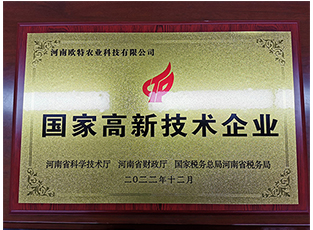 河南欧特农业科技有限公司
国家高新技术企业
河南省科学技术厅 河南省财政厅 国家税务总局河南省税务局
二〇二二年十二月